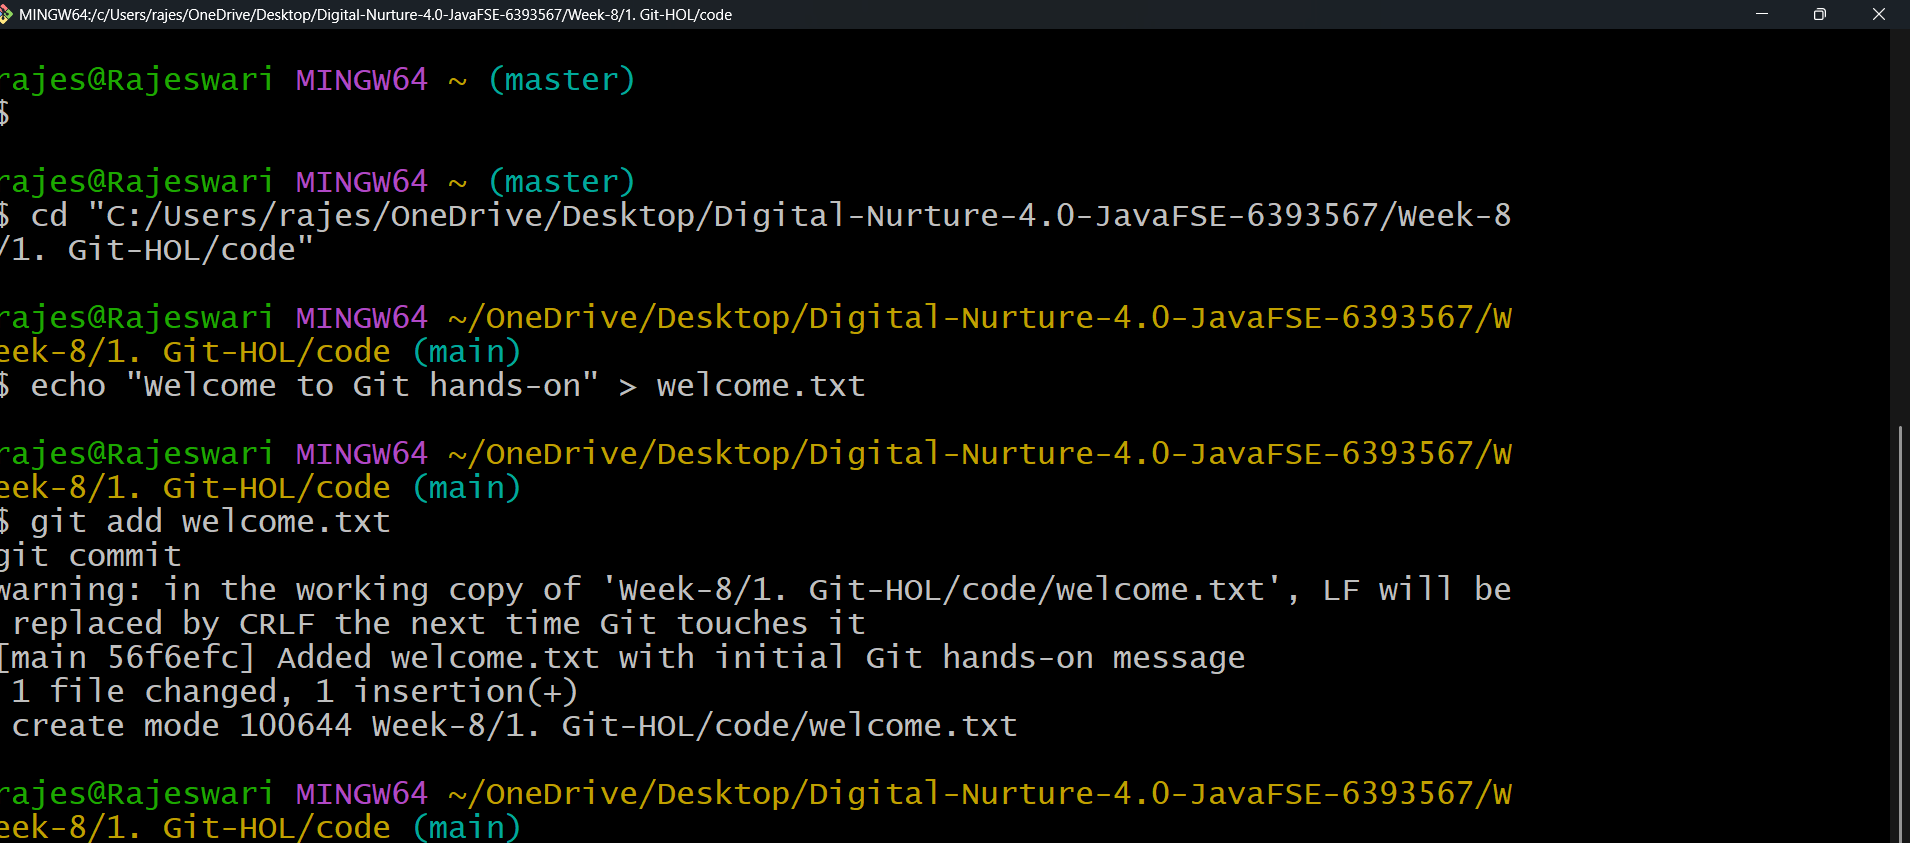 MINGW64:/c/Users/rajes/OneDrive/Desktop/Digital-Nurture-4.0-JavaFSE-6393567/Week-8/1. Git-HOL/code
rajes@Rajeswari MINGW64 ~ (master)
$
rajes@Rajeswari MINGW64 ~ (master)
$ cd "C:/Users/rajes/OneDrive/Desktop/Digital-Nurture-4.0-JavaFSE-6393567/Week-8
/1. Git-HOL/code"
rajes@Rajeswari MINGW64 ~/OneDrive/Desktop/Digital-Nurture-4.0-JavaFSE-6393567/W
eek-8/1. Git-HOL/code (main)
$ echo "Welcome to Git hands-on" > welcome.txt
rajes@Rajeswari MINGW64 ~/OneDrive/Desktop/Digital-Nurture-4.0-JavaFSE-6393567/W
eek-8/1. Git-HOL/code (main)
$ git add welcome.txt
git commit
warning: in the working copy of 'Week-8/1. Git-HOL/code/welcome.txt', LF will be
 replaced by CRLF the next time Git touches it
[main 56f6efc] Added welcome.txt with initial Git hands-on message
 1 file changed, 1 insertion(+)
 create mode 100644 Week-8/1. Git-HOL/code/welcome.txt
rajes@Rajeswari MINGW64 ~/OneDrive/Desktop/Digital-Nurture-4.0-JavaFSE-6393567/W
eek-8/1. Git-HOL/code (main)